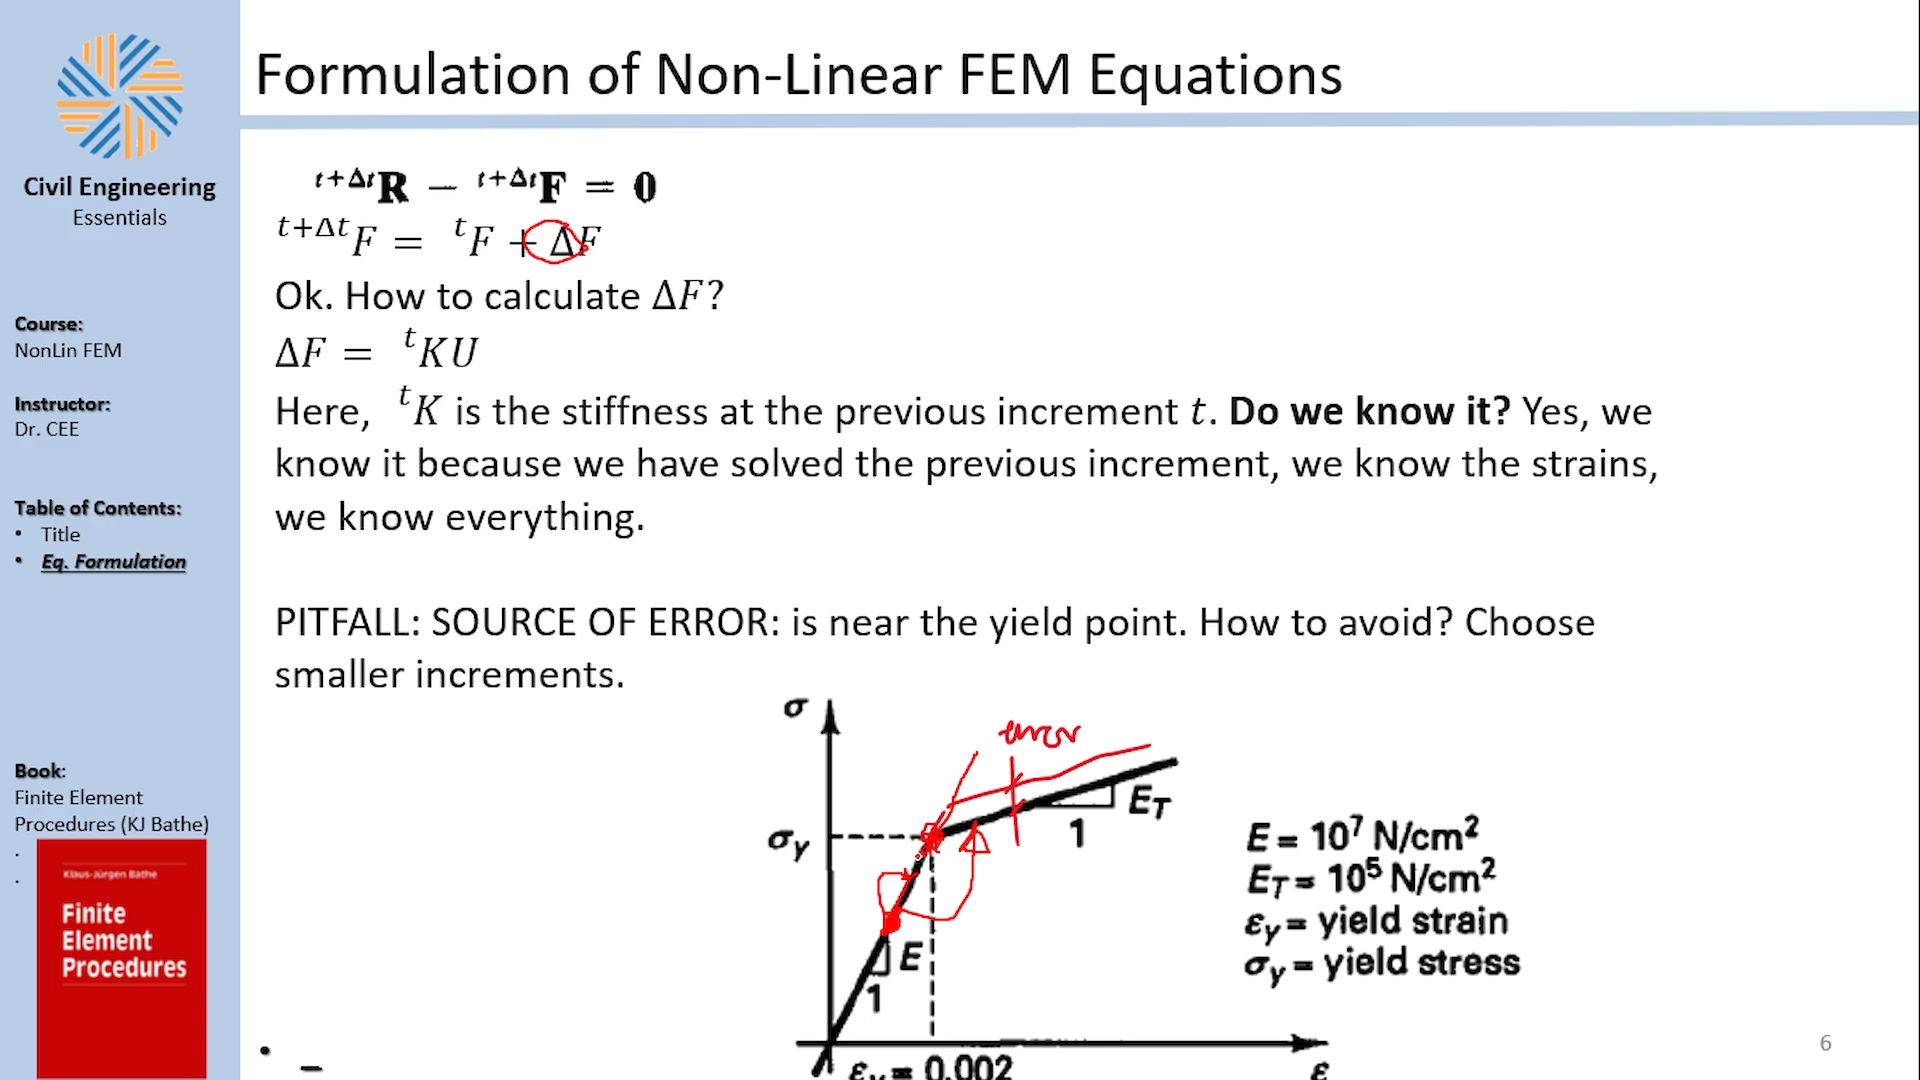 Formulation of Non-Linear FEM Equations
Civil Engineering
Essentials
Course:
NonLin FEM
Instructor:
Dr. CEE
Table of Contents:
• Title
• Eq. Formulation
Book:
Finite Element
Procedures (KJ Bathe)
Klaus-Jürgen Bathe
Finite
Element
Procedures
t+ΔtR − t+ΔtF = 0
t+ΔtF = tF + ΔF
Ok. How to calculate ΔF?
ΔF = tKU
Here, tK is the stiffness at the previous increment t. Do we know it? Yes, we
know it because we have solved the previous increment, we know the strains,
we know everything.
PITFALL: SOURCE OF ERROR: is near the yield point. How to avoid? Choose
smaller increments.
σ
error
ET
1
σy
E
1
εy = 0.002
ε
E = 10⁷ N/cm²
ET = 10⁵ N/cm²
εy = yield strain
σy = yield stress
6